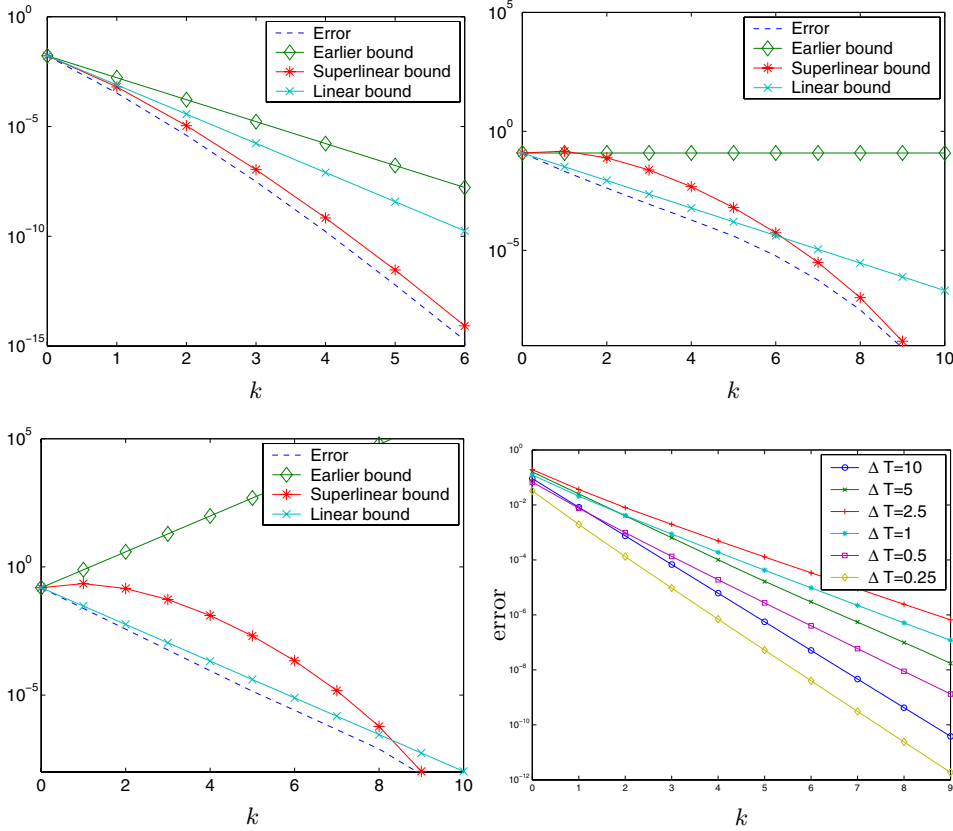 10^0
10^-5
10^-10
10^-15
0 1 2 3 4 5 6
k
Error
Earlier bound
Superlinear bound
Linear bound
10^5
10^0
10^-5
0 2 4 6 8 10
k
Error
Earlier bound
Superlinear bound
Linear bound
10^5
10^0
10^-5
0 2 4 6 8 10
k
Error
Earlier bound
Superlinear bound
Linear bound
10^0
10^-2
10^-4
10^-6
10^-8
10^-10
10^-12
error
0 1 2 3 4 5 6 7 8 9
k
Δ T=10
Δ T=5
Δ T=2.5
Δ T=1
Δ T=0.5
Δ T=0.25